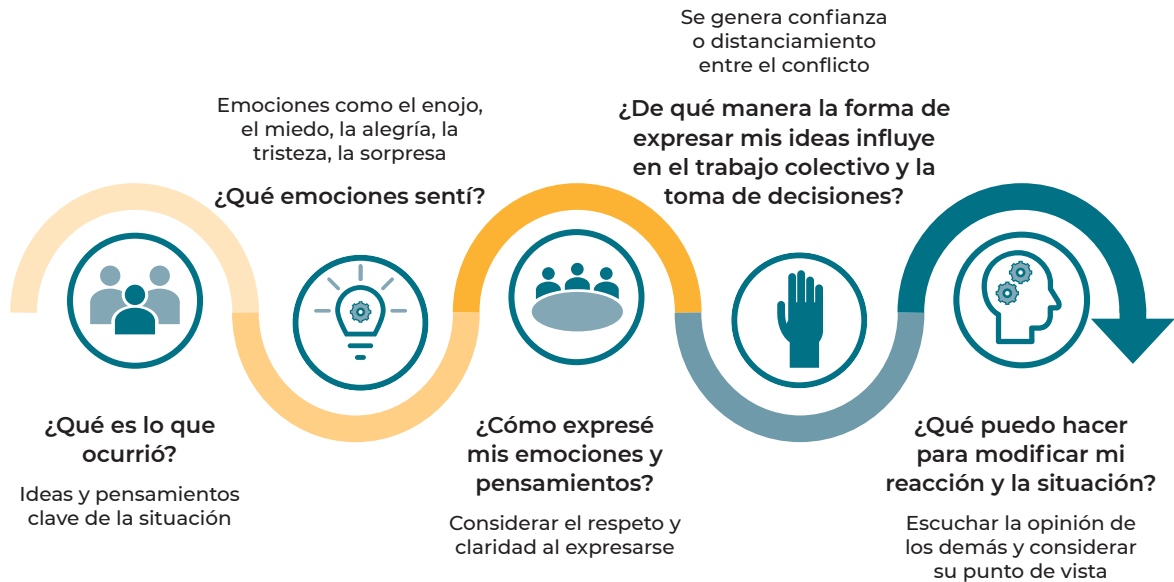 ¿Qué es lo que
ocurrió?
Ideas y pensamientos
clave de la situación
Emociones como el enojo,
el miedo, la alegría, la
tristeza, la sorpresa
¿Qué emociones sentí?
¿Cómo expresé
mis emociones y
pensamientos?
Considerar el respeto y
claridad al expresarse
Se genera confianza
o distanciamiento
entre el conflicto
¿De qué manera la forma de
expresar mis ideas influye
en el trabajo colectivo y la
toma de decisiones?
¿Qué puedo hacer
para modificar mi
reacción y la situación?
Escuchar la opinión de
los demás y considerar
su punto de vista